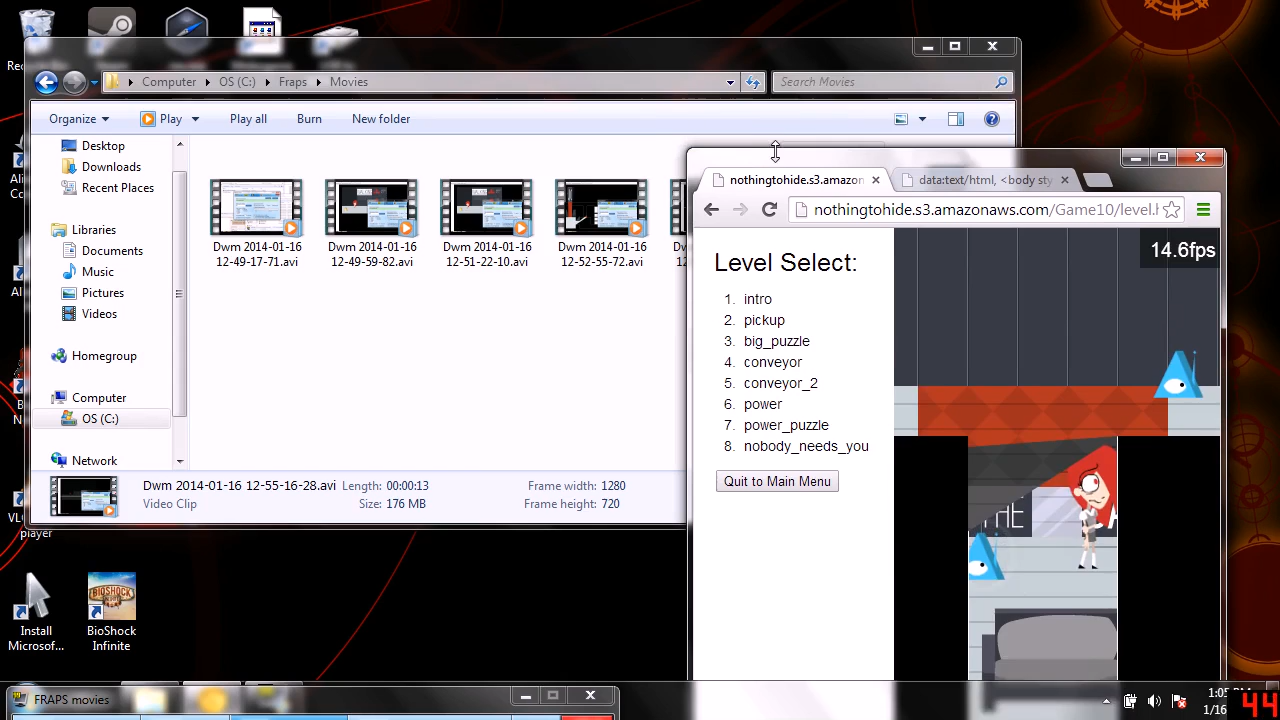 Rec
Computer
OS (C:)
Fraps
Movies
Search Movies
Organize
Play
Play all
Burn
New folder
Desktop
Downloads
Recent Places
Libraries
Documents
Music
Pictures
Videos
Homegroup
Computer
OS (C:)
Network
Dwm 2014-01-16
12-49-17-71.avi
Dwm 2014-01-16
12-49-59-82.avi
Dwm 2014-01-16
12-51-22-10.avi
Dwm 2014-01-16
12-52-55-72.avi
Dwm 2014-01-16 12-55-16-28.avi
Video Clip
Length: 00:00:13
Size: 176 MB
Frame width: 1280
Frame height: 720
nothingtohide.s3.amazon
data:text/html, <body sty
nothingtohide.s3.amazonaws.com/Game10/level.h
14.6fps
Level Select:
1. intro
2. pickup
3. big_puzzle
4. conveyor
5. conveyor_2
6. power
7. power_puzzle
8. nobody_needs_you
Quit to Main Menu
THE
player
Install
Microsof...
BioShock
Infinite
FRAPS movies
1:05 PM
1/16
44